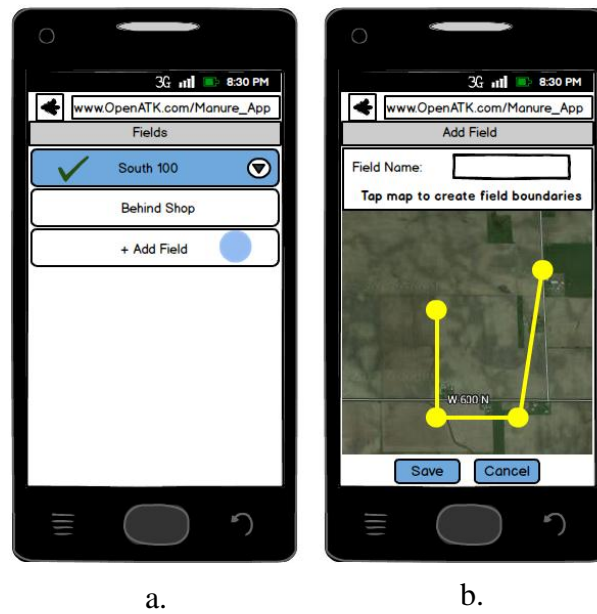 3G 8:30 PM
www.OpenATK.com/Manure_App
Fields
South 100
Behind Shop
+ Add Field
a.
3G 8:30 PM
www.OpenATK.com/Manure_App
Add Field
Field Name:
Tap map to create field boundaries
W 630 N
Save Cancel
b.